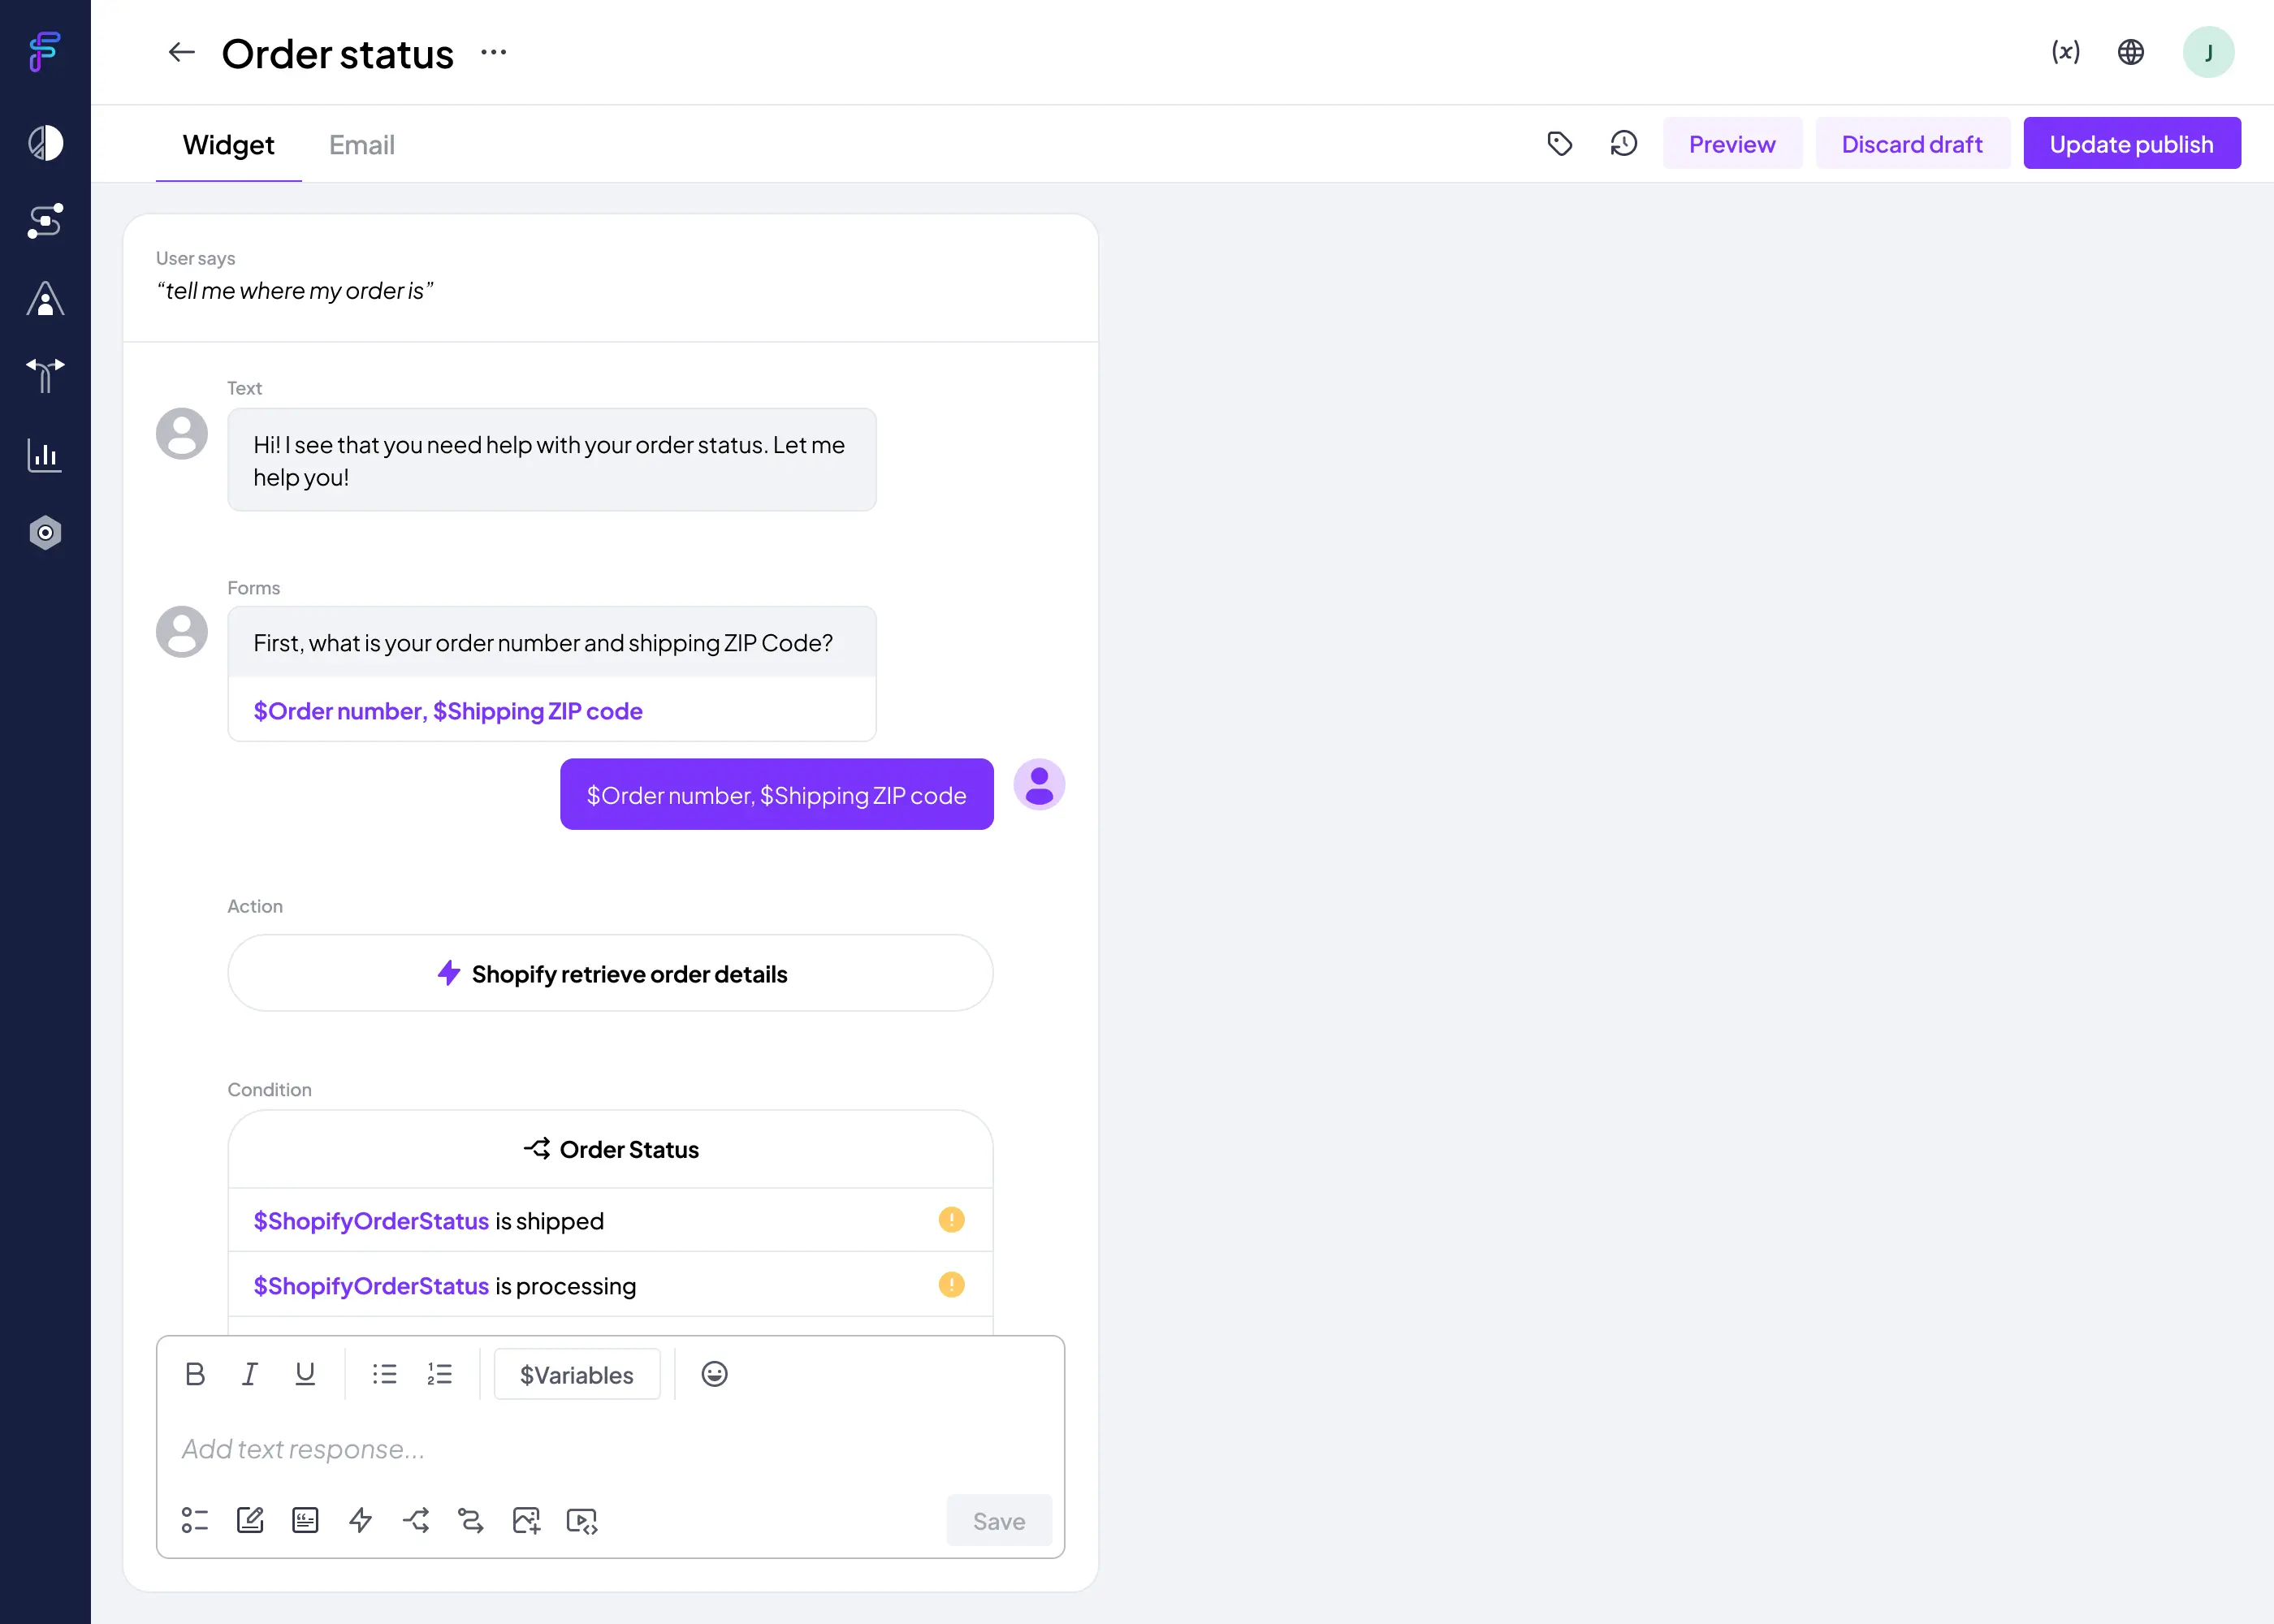 Order status
(x)
J
Widget
Email
Preview
Discard draft
Update publish
User says
“tell me where my order is”
Text
Hi! I see that you need help with your order status. Let me
help you!
Forms
First, what is your order number and shipping ZIP Code?
$Order number, $Shipping ZIP code
$Order number, $Shipping ZIP code
Action
Shopify retrieve order details
Condition
Order Status
$ShopifyOrderStatus is shipped
$ShopifyOrderStatus is processing
B I U
$Variables
Add text response...
Save